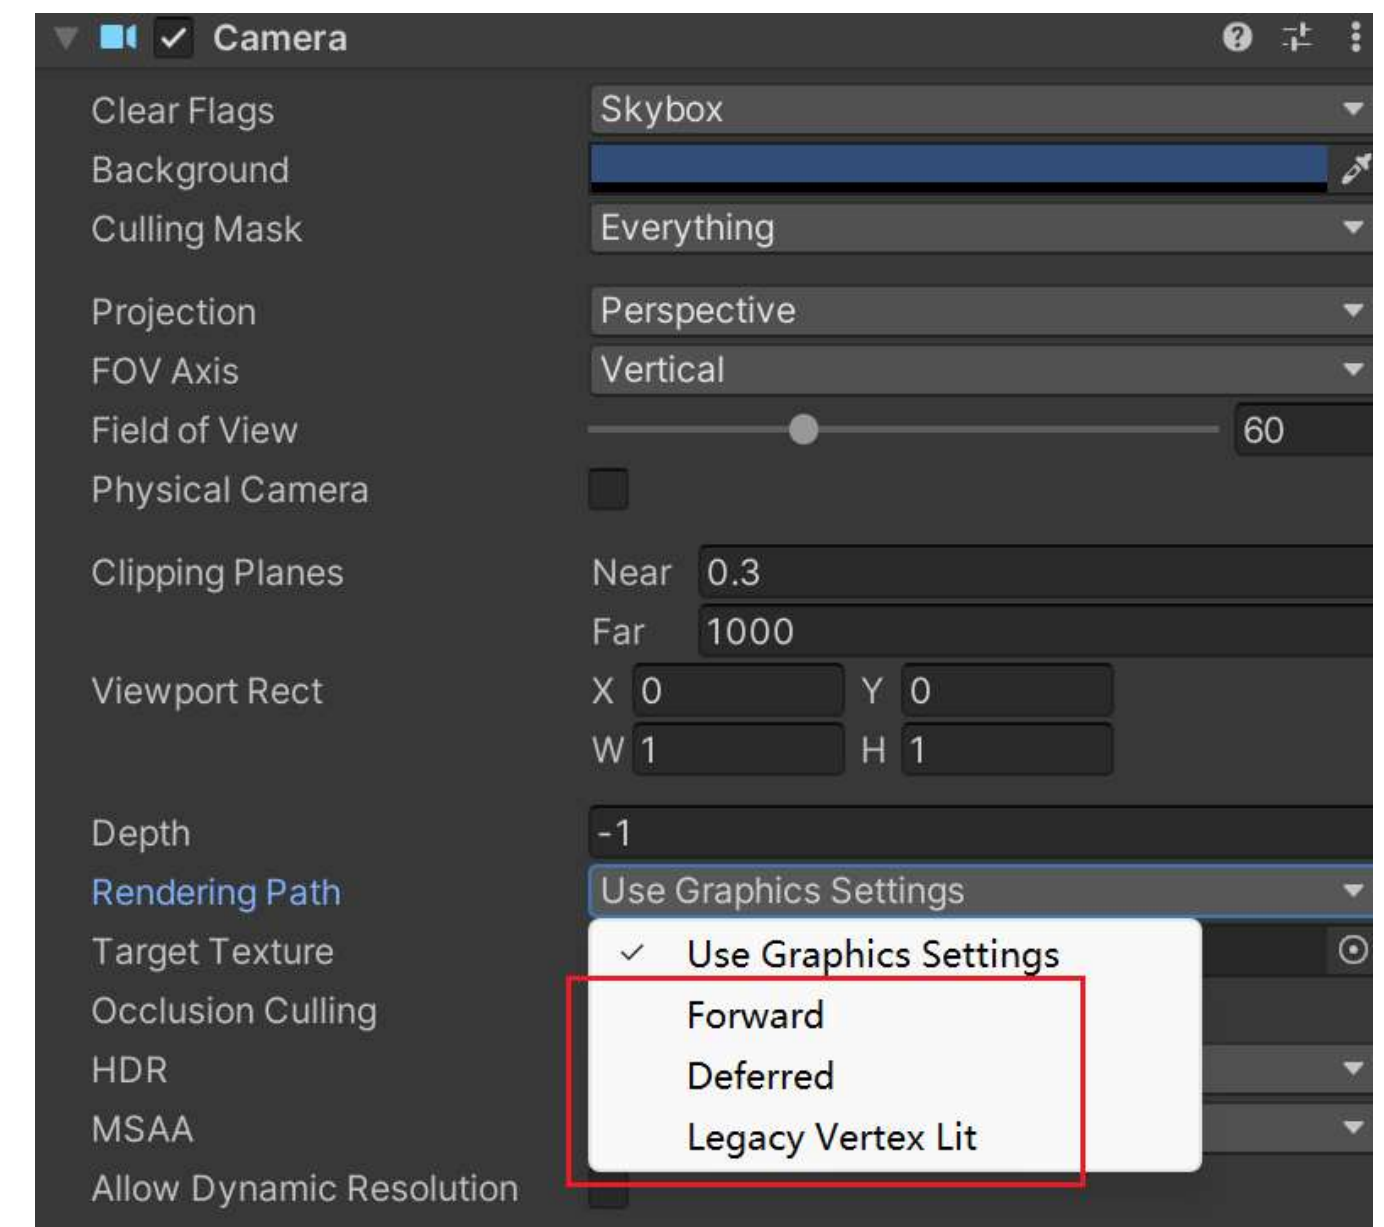 Camera
Clear Flags Skybox
Background
Culling Mask Everything
Projection Perspective
FOV Axis Vertical
Field of View 60
Physical Camera
Clipping Planes Near 0.3
Far 1000
Viewport Rect X 0 Y 0
W 1 H 1
Depth -1
Rendering Path Use Graphics Settings
Target Texture Use Graphics Settings
Occlusion Culling Forward
HDR Deferred
MSAA Legacy Vertex Lit
Allow Dynamic Resolution